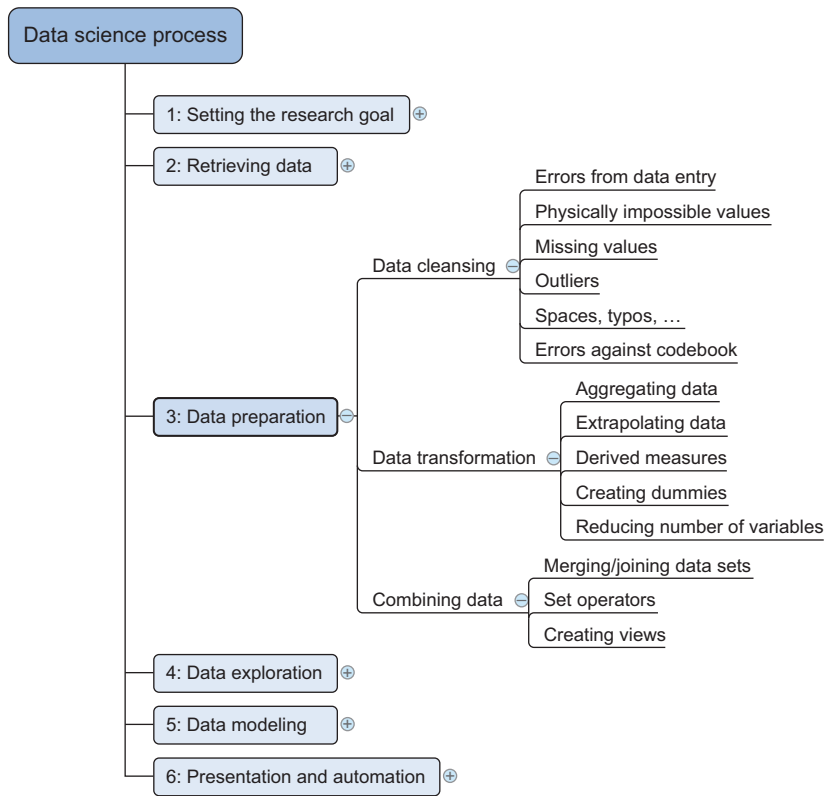 Data science process
1: Setting the research goal
2: Retrieving data
Errors from data entry
Physically impossible values
Missing values
Data cleansing
Outliers
Spaces, typos, …
Errors against codebook
3: Data preparation
Aggregating data
Extrapolating data
Data transformation
Derived measures
Creating dummies
Reducing number of variables
Merging/joining data sets
Combining data
Set operators
Creating views
4: Data exploration
5: Data modeling
6: Presentation and automation